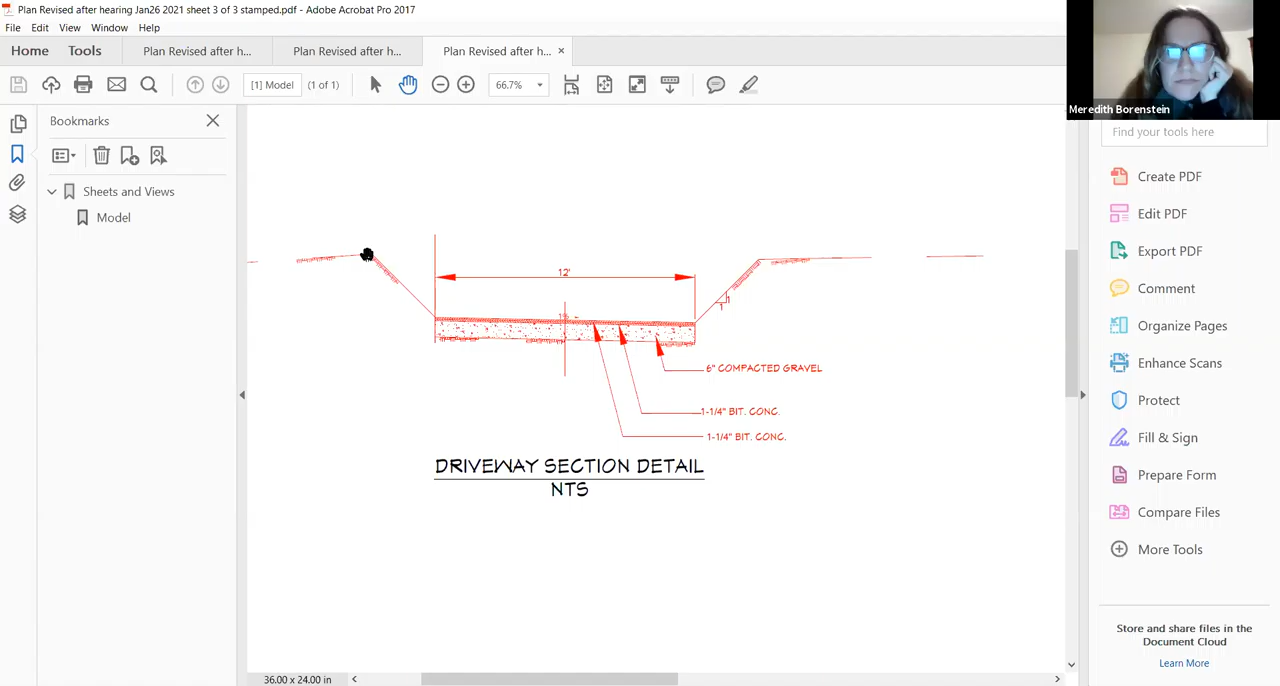 Plan Revised after hearing Jan26 2021 sheet 3 of 3 stamped.pdf - Adobe Acrobat Pro 2017
File Edit View Window Help
Home Tools Plan Revised after h... Plan Revised after h... Plan Revised after h... ×
[1] Model (1 of 1) 66.7%
Meredith Borenstein
Bookmarks
Sheets and Views
Model
Find your tools here
Create PDF
Edit PDF
Export PDF
Comment
Organize Pages
Enhance Scans
Protect
Fill & Sign
Prepare Form
Compare Files
More Tools
Store and share files in the
Document Cloud
Learn More
12'
1
1
6" COMPACTED GRAVEL
1-1/4" BIT. CONC.
1-1/4" BIT. CONC.
DRIVEWAY SECTION DETAIL
NTS
36.00 x 24.00 in